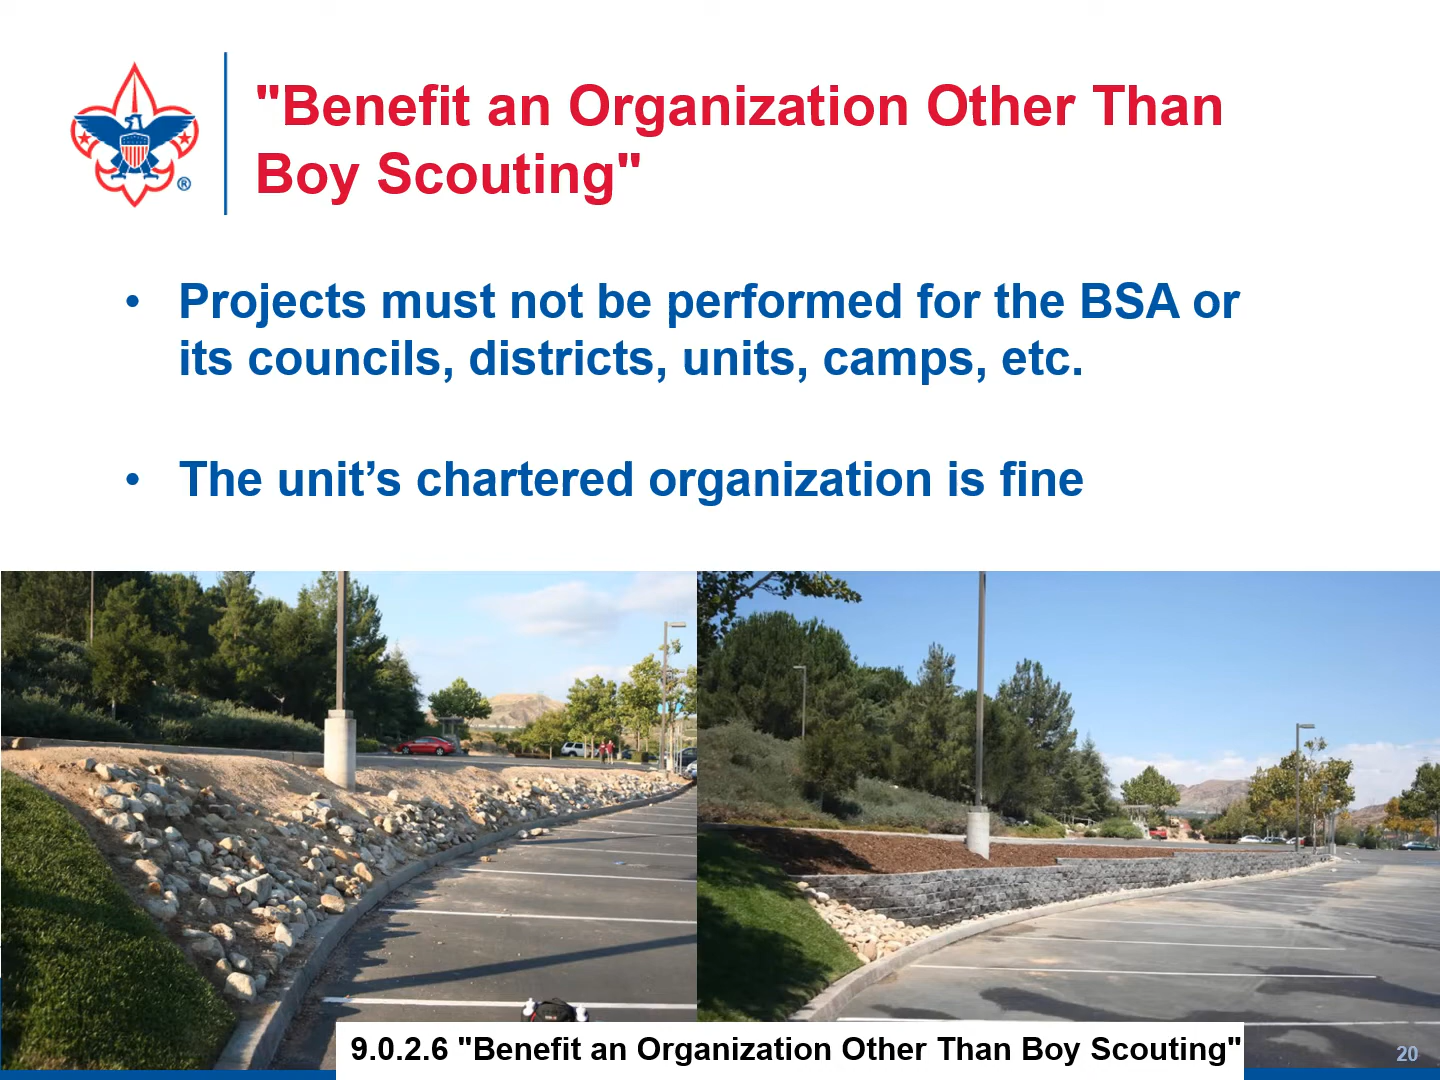 "Benefit an Organization Other Than
Boy Scouting"
®
• Projects must not be performed for the BSA or
its councils, districts, units, camps, etc.
• The unit’s chartered organization is fine
9.0.2.6 "Benefit an Organization Other Than Boy Scouting"
20